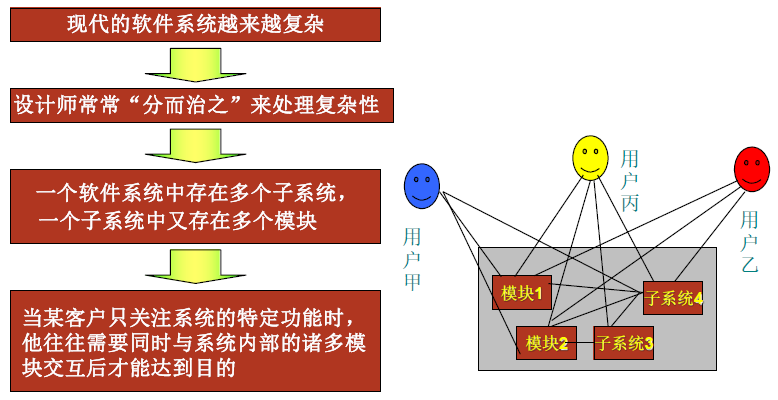 现代的软件系统越来越复杂
设计师常常“分而治之”来处理复杂性
一个软件系统中存在多个子系统，
一个子系统中又存在多个模块
当某客户只关注系统的特定功能时，
他往往需要同时与系统内部的诸多模
块交互后才能达到目的
用户甲
用户丙
用户乙
模块1
子系统4
模块2
子系统3